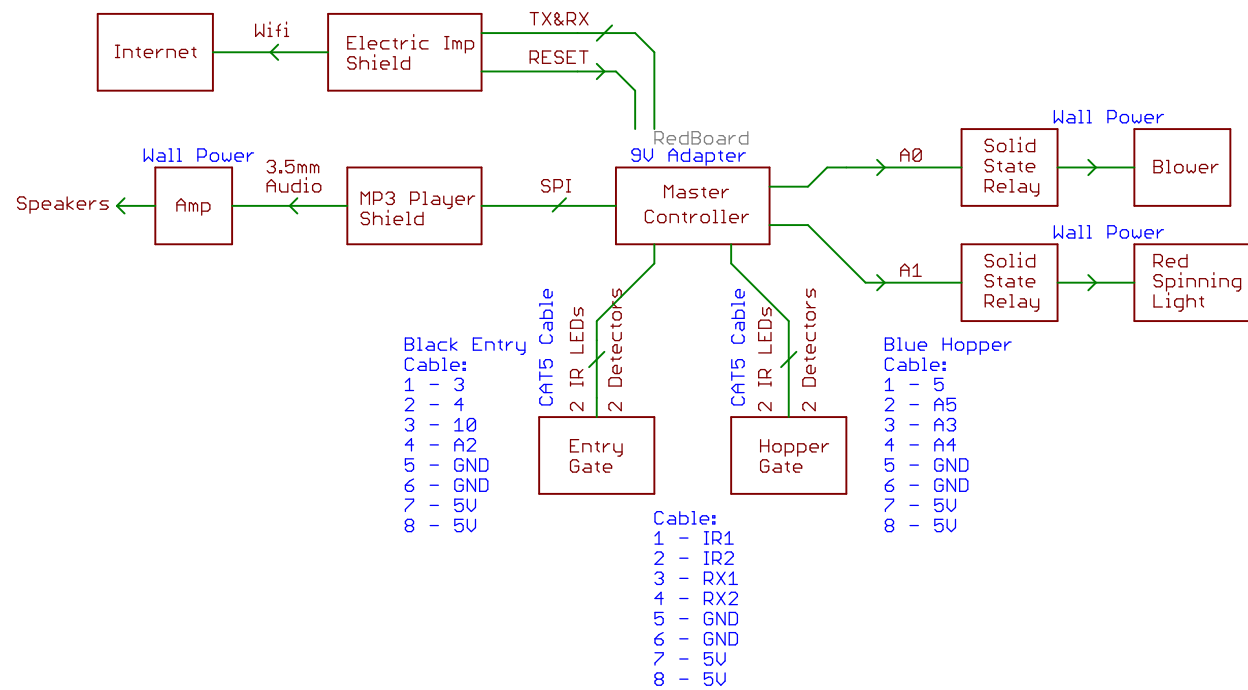 TX&RX
Wifi
Internet
Electric Imp
Shield
RESET
RedBoard
9V Adapter
Wall Power
3.5mm
Audio
Speakers
Amp
MP3 Player
Shield
SPI
Master
Controller
A0
Solid
State
Relay
Wall Power
Blower
A1
Solid
State
Relay
Wall Power
Red
Spinning
Light
CAT5 Cable
2 IR LEDs
2 Detectors
CAT5 Cable
2 IR LEDs
2 Detectors
Black Entry
Cable:
1 - 3
2 - 4
3 - 10
4 - A2
5 - GND
6 - GND
7 - 5V
8 - 5V
Entry
Gate
Hopper
Gate
Blue Hopper
Cable:
1 - 5
2 - A5
3 - A3
4 - A4
5 - GND
6 - GND
7 - 5V
8 - 5V
Cable:
1 - IR1
2 - IR2
3 - RX1
4 - RX2
5 - GND
6 - GND
7 - 5V
8 - 5V